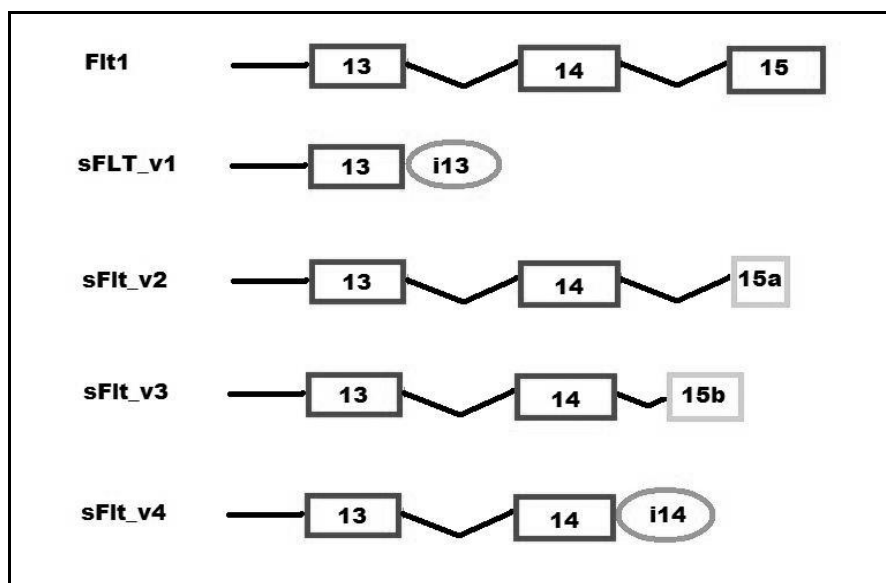 Flt1 13 14 15
sFLT_v1 13 i13
sFlt_v2 13 14 15a
sFlt_v3 13 14 15b
sFlt_v4 13 14 i14